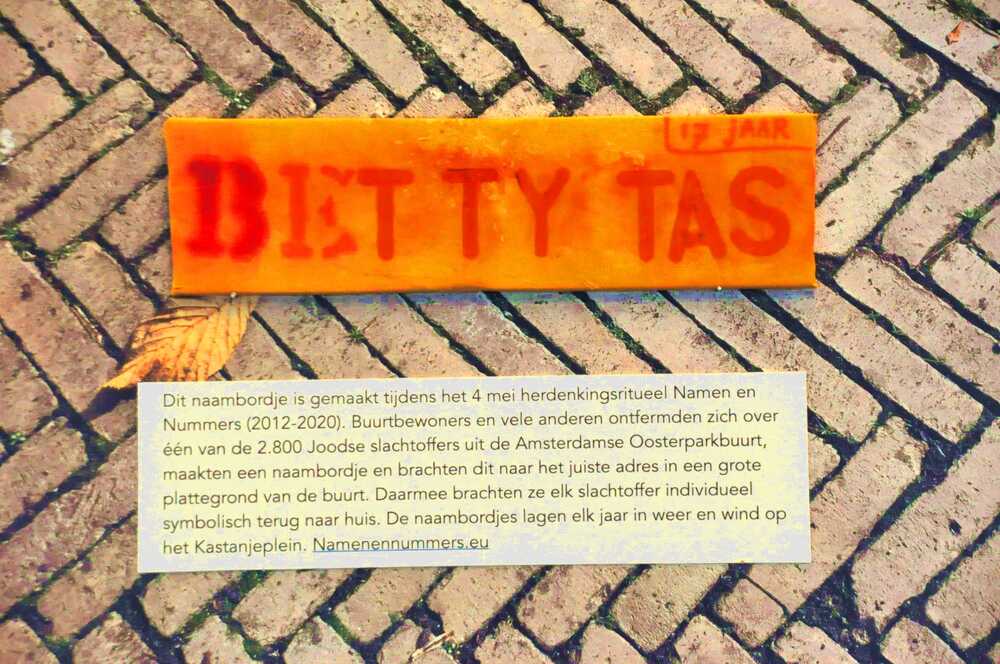 17 JAAR
BETTY TAS
Dit naambordje is gemaakt tijdens het 4 mei herdenkingsritueel Namen en
Nummers (2012-2020). Buurtbewoners en vele anderen ontfermden zich over
één van de 2.800 Joodse slachtoffers uit de Amsterdamse Oosterparkbuurt,
maakten een naambordje en brachten dit naar het juiste adres in een grote
plattegrond van de buurt. Daarmee brachten ze elk slachtoffer individueel
symbolisch terug naar huis. De naambordjes lagen elk jaar in weer en wind op
het Kastanjeplein. Namenennummers.eu